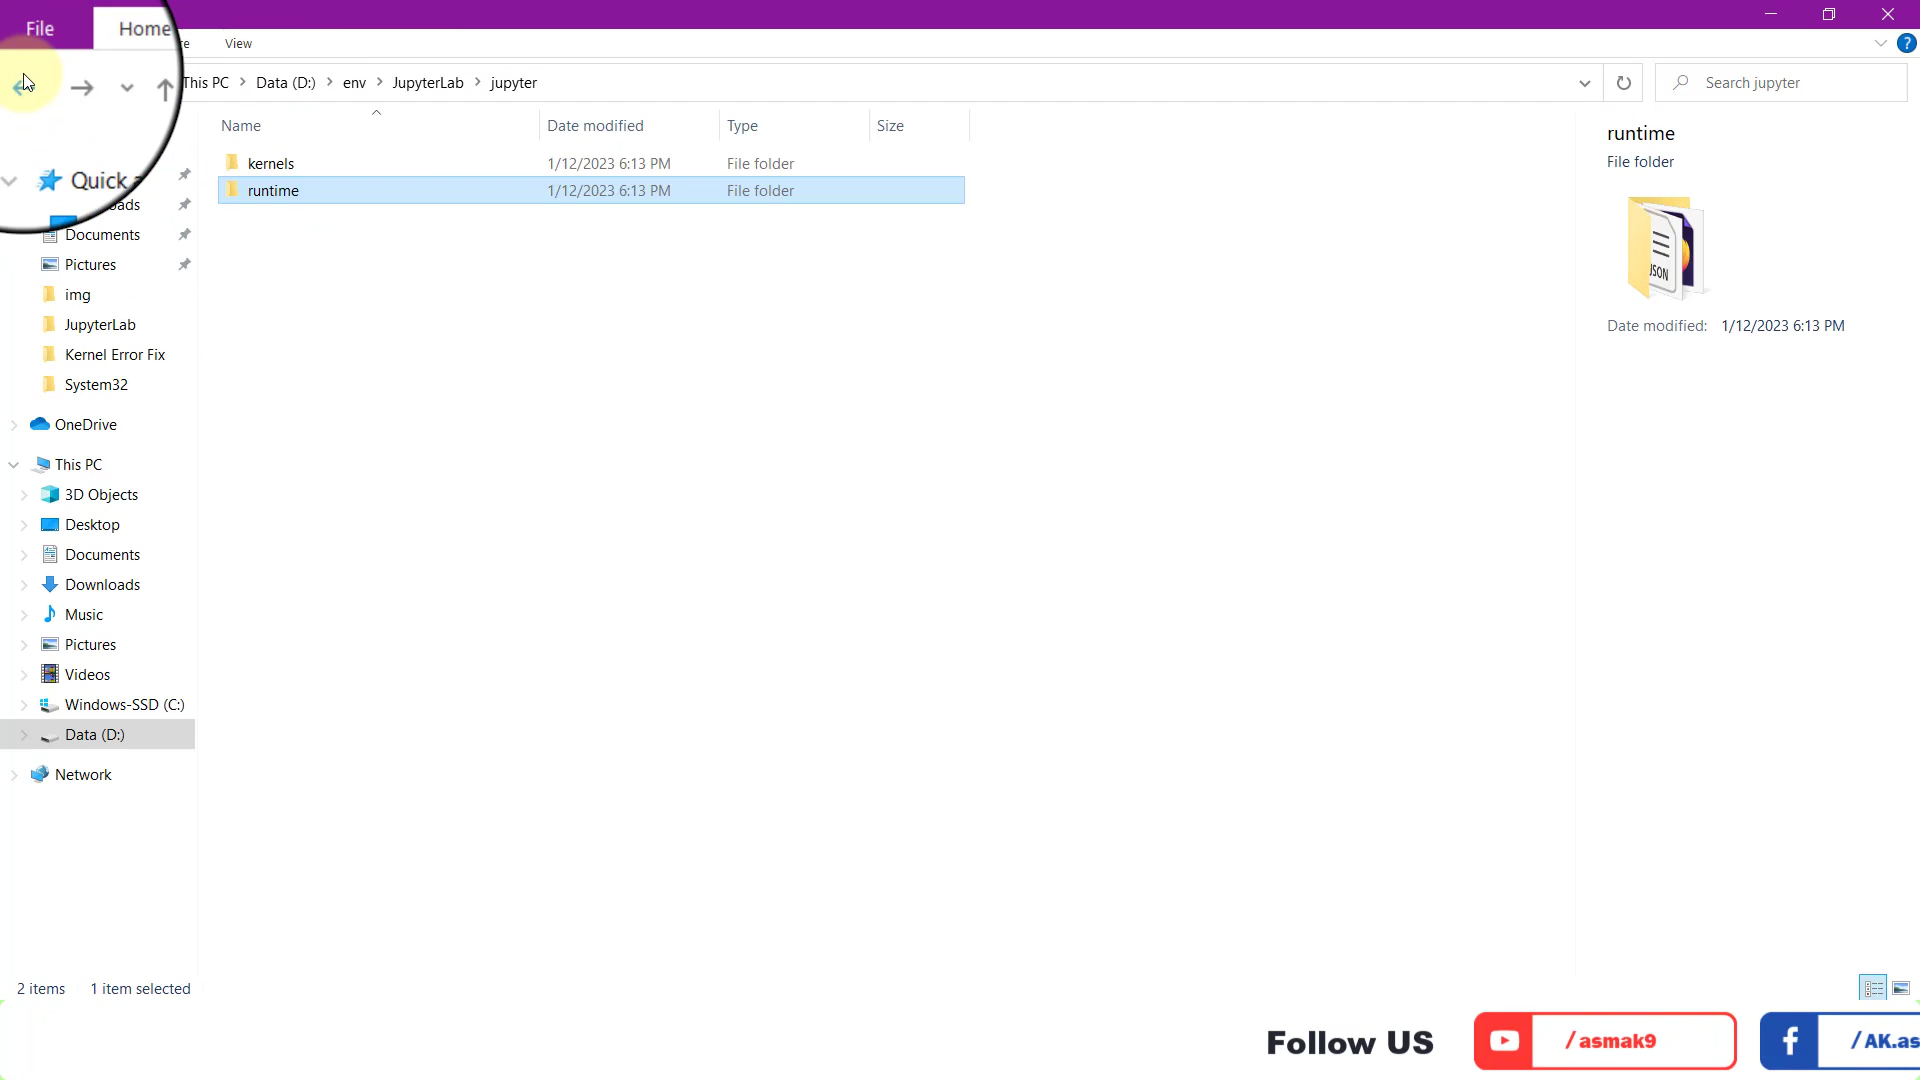 File Home
View
This PC Data (D:) env JupyterLab jupyter
Search jupyter
Name Date modified Type Size
kernels 1/12/2023 6:13 PM File folder
runtime 1/12/2023 6:13 PM File folder
Quick
Documents
Pictures
img
JupyterLab
Kernel Error Fix
System32
OneDrive
This PC
3D Objects
Desktop
Documents
Downloads
Music
Pictures
Videos
Windows-SSD (C:)
Data (D:)
Network
runtime
File folder
JSON
Date modified: 1/12/2023 6:13 PM
2 items 1 item selected
Follow US /asmak9 /AK.as